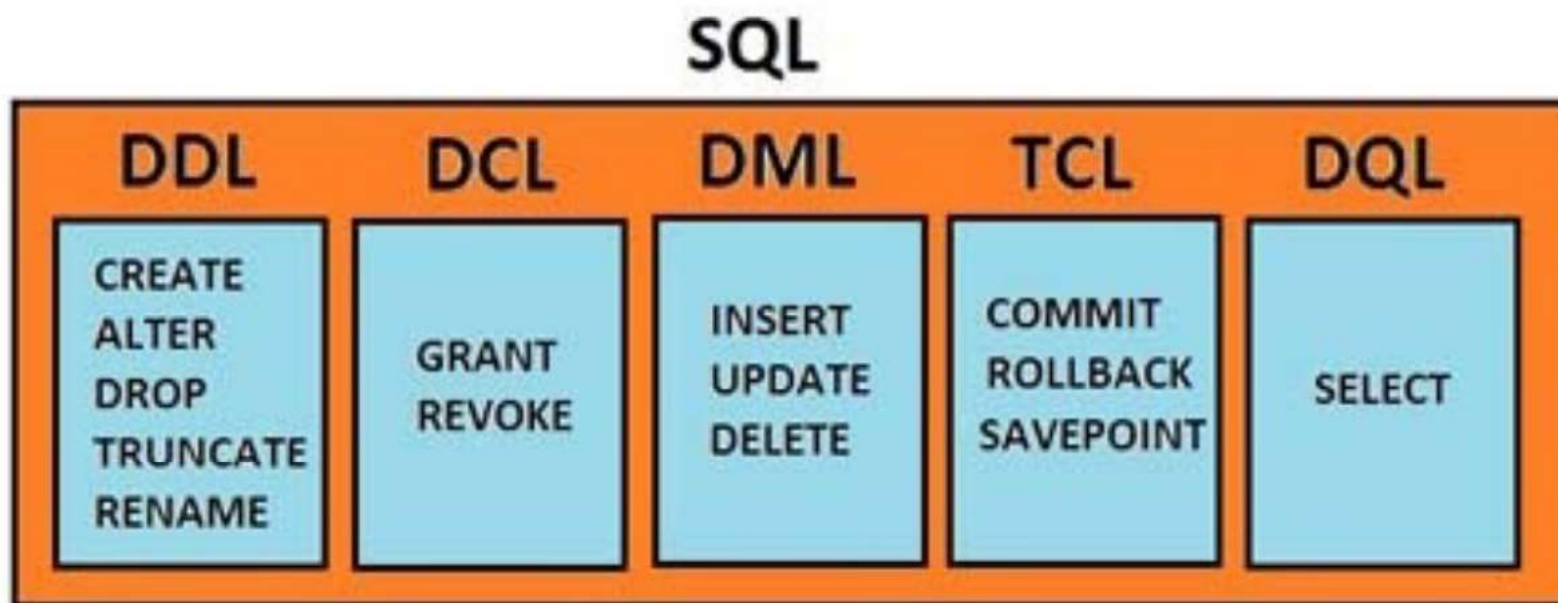 SQL
DDL
DCL
DML
TCL
DQL
CREATE
ALTER
DROP
TRUNCATE
RENAME
GRANT
REVOKE
INSERT
UPDATE
DELETE
COMMIT
ROLLBACK
SAVEPOINT
SELECT